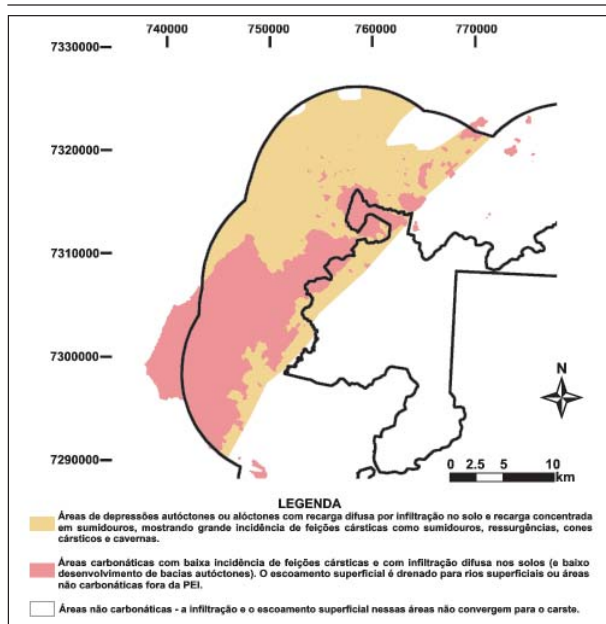 740000 750000 760000 770000
7330000
7320000
7310000
7300000
7290000
N
0 2.5 5 10
km
LEGENDA
Áreas de depressões autóctones ou alóctones com recarga difusa por infiltração no solo e recarga concentrada
em sumidouros, mostrando grande incidência de feições cársticas como sumidouros, ressurgências, cones
cársticos e cavernas.
Áreas carbonáticas com baixa incidência de feições cársticas e com infiltração difusa nos solos (e baixo
desenvolvimento de bacias autóctones). O escoamento superficial é drenado para rios superficiais ou áreas
não carbonáticas fora da PEI.
Áreas não carbonáticas - a infiltração e o escoamento superficial nessas áreas não convergem para o carste.